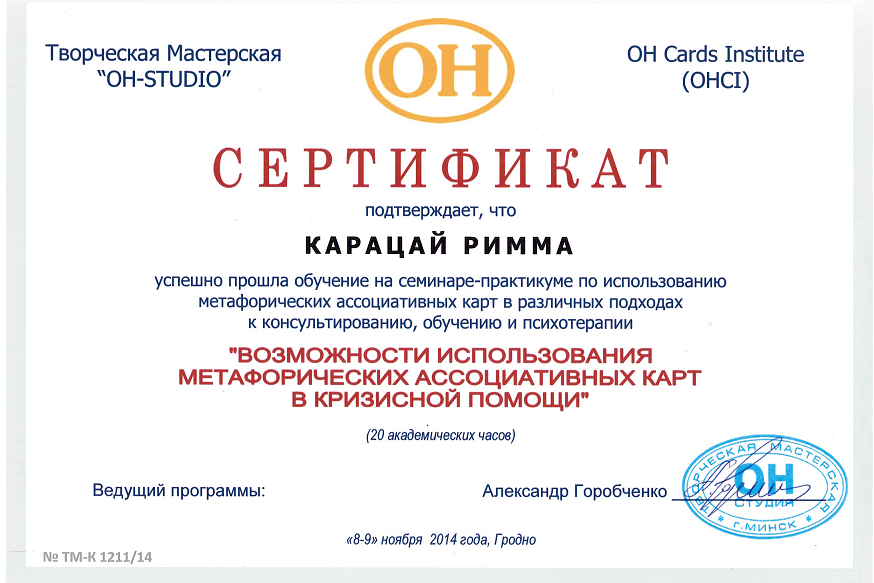 Творческая Мастерская
"OH-STUDIO"
OH
OH Cards Institute
(OHCI)
СЕРТИФИКАТ
подтверждает, что
КАРАЦАЙ РИММА
успешно прошла обучение на семинаре-практикуме по использованию
метафорических ассоциативных карт в различных подходах
к консультированию, обучению и психотерапии
"ВОЗМОЖНОСТИ ИСПОЛЬЗОВАНИЯ
МЕТАФОРИЧЕСКИХ АССОЦИАТИВНЫХ КАРТ
В КРИЗИСНОЙ ПОМОЩИ"
(20 академических часов)
Ведущий программы:
Александр Горобченко
ТВОРЧЕСКАЯ МАСТЕРСКАЯ
ОН
СТУДИЯ
* г.МИНСК *
«8-9» ноября 2014 года, Гродно
№ ТМ-К 1211/14